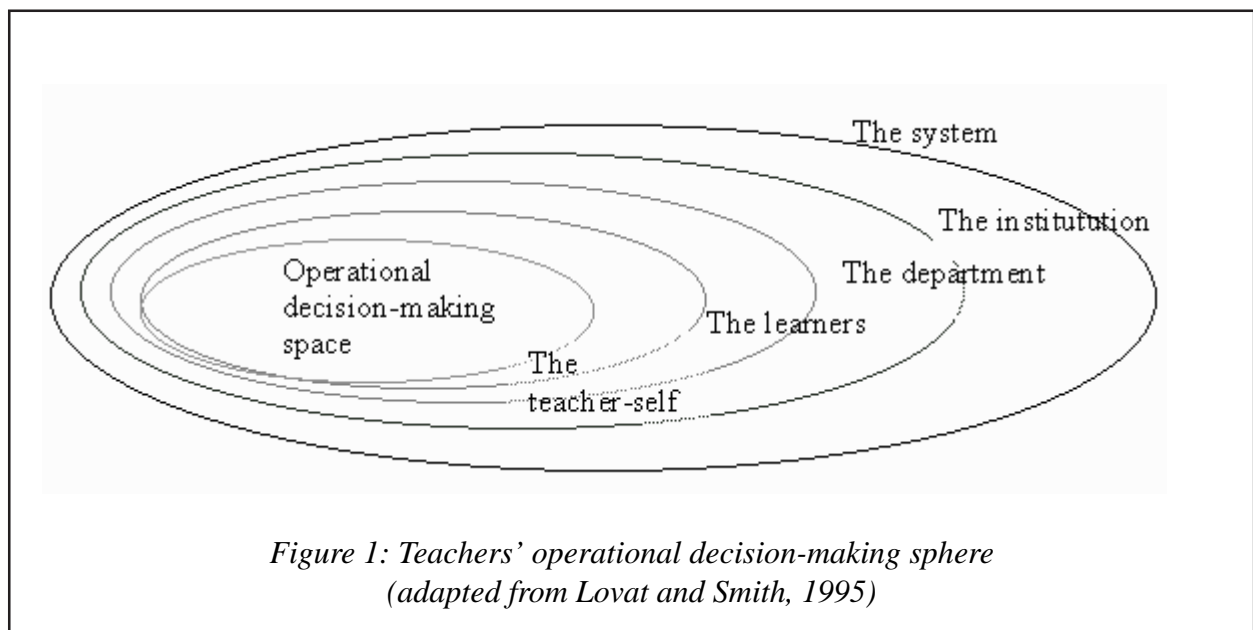 The system
The institutution
The department
Operational
decision-making
space
The learners
The
teacher-self
Figure 1: Teachers’ operational decision-making sphere
(adapted from Lovat and Smith, 1995)